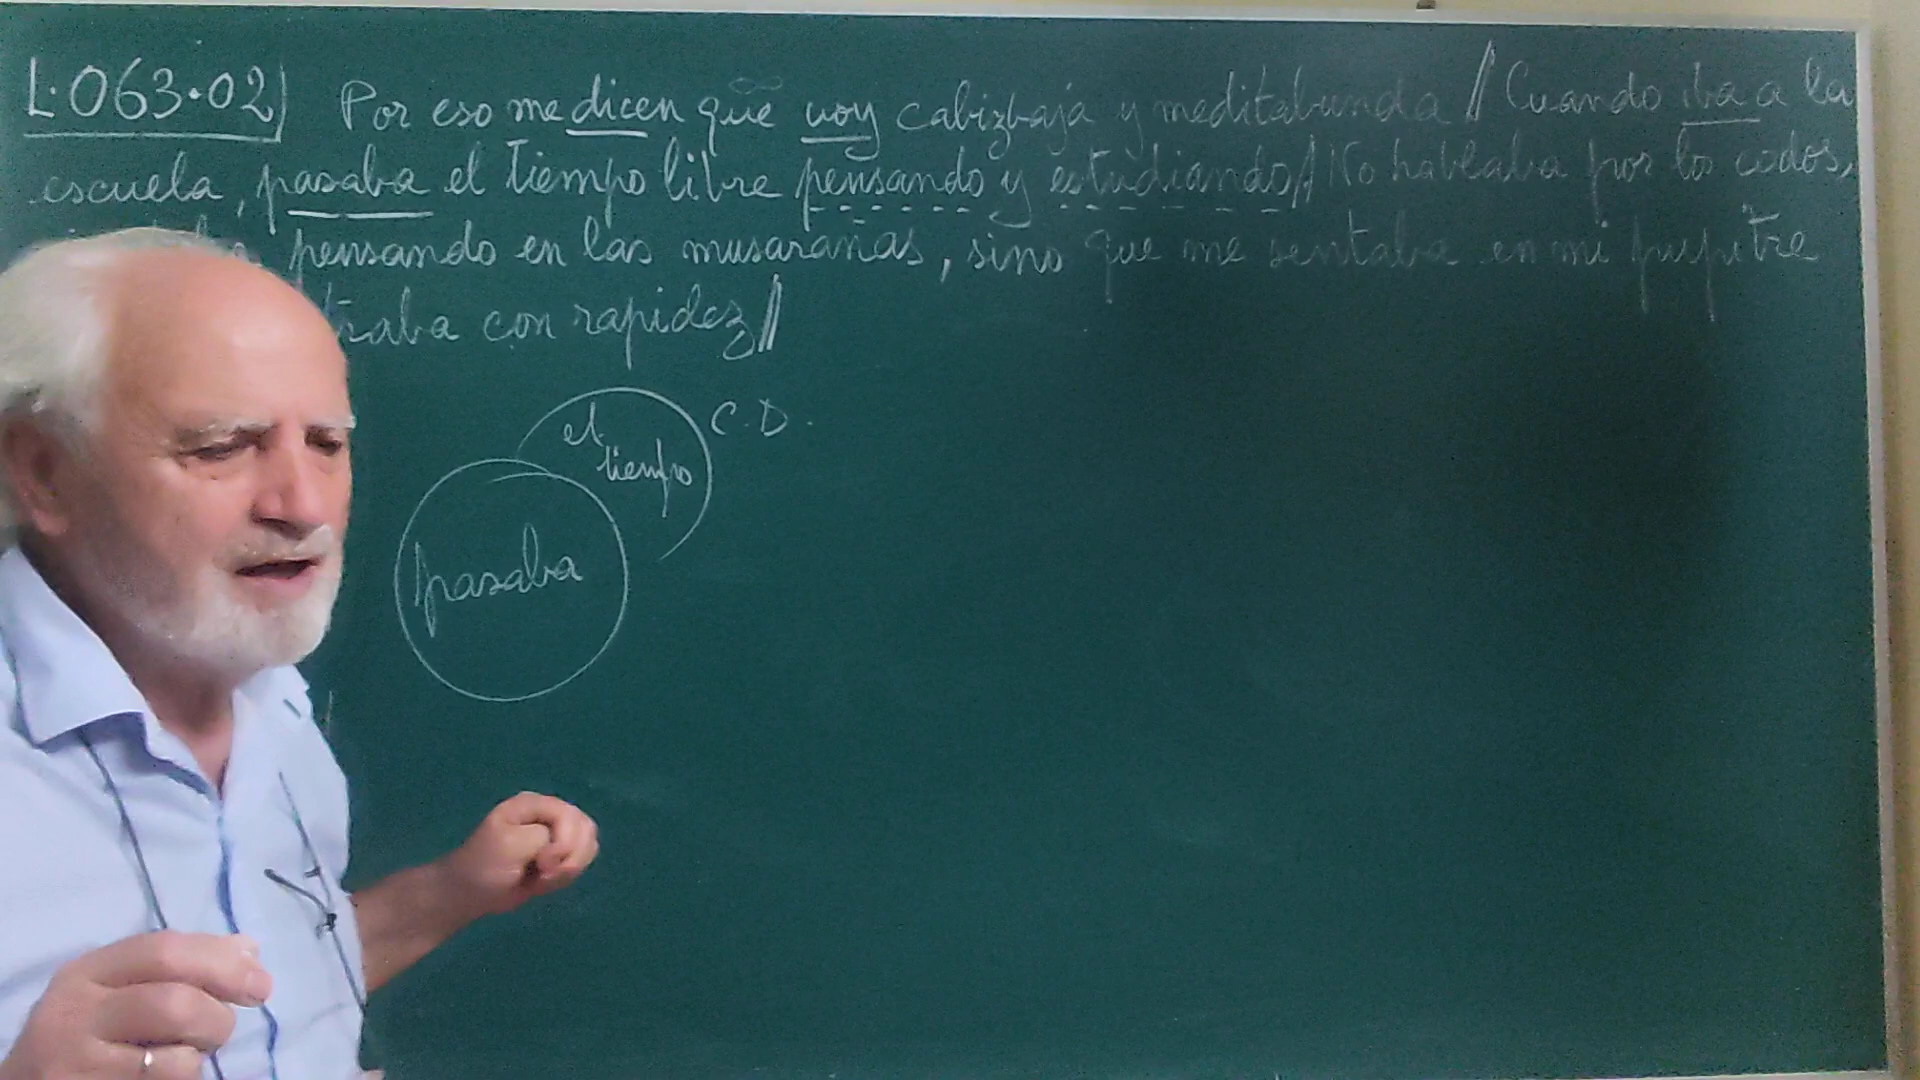 L.063.02) Por eso me dicen que voy cabizbaja y meditabunda // Cuando iba a la
escuela, pasaba el tiempo libre pensando y estudiando // No hablaba por los codos,
pensando en las musarañas, sino que me sentaba en mi pupitre
con rapidez //
el tiempo C.D.
pasaba